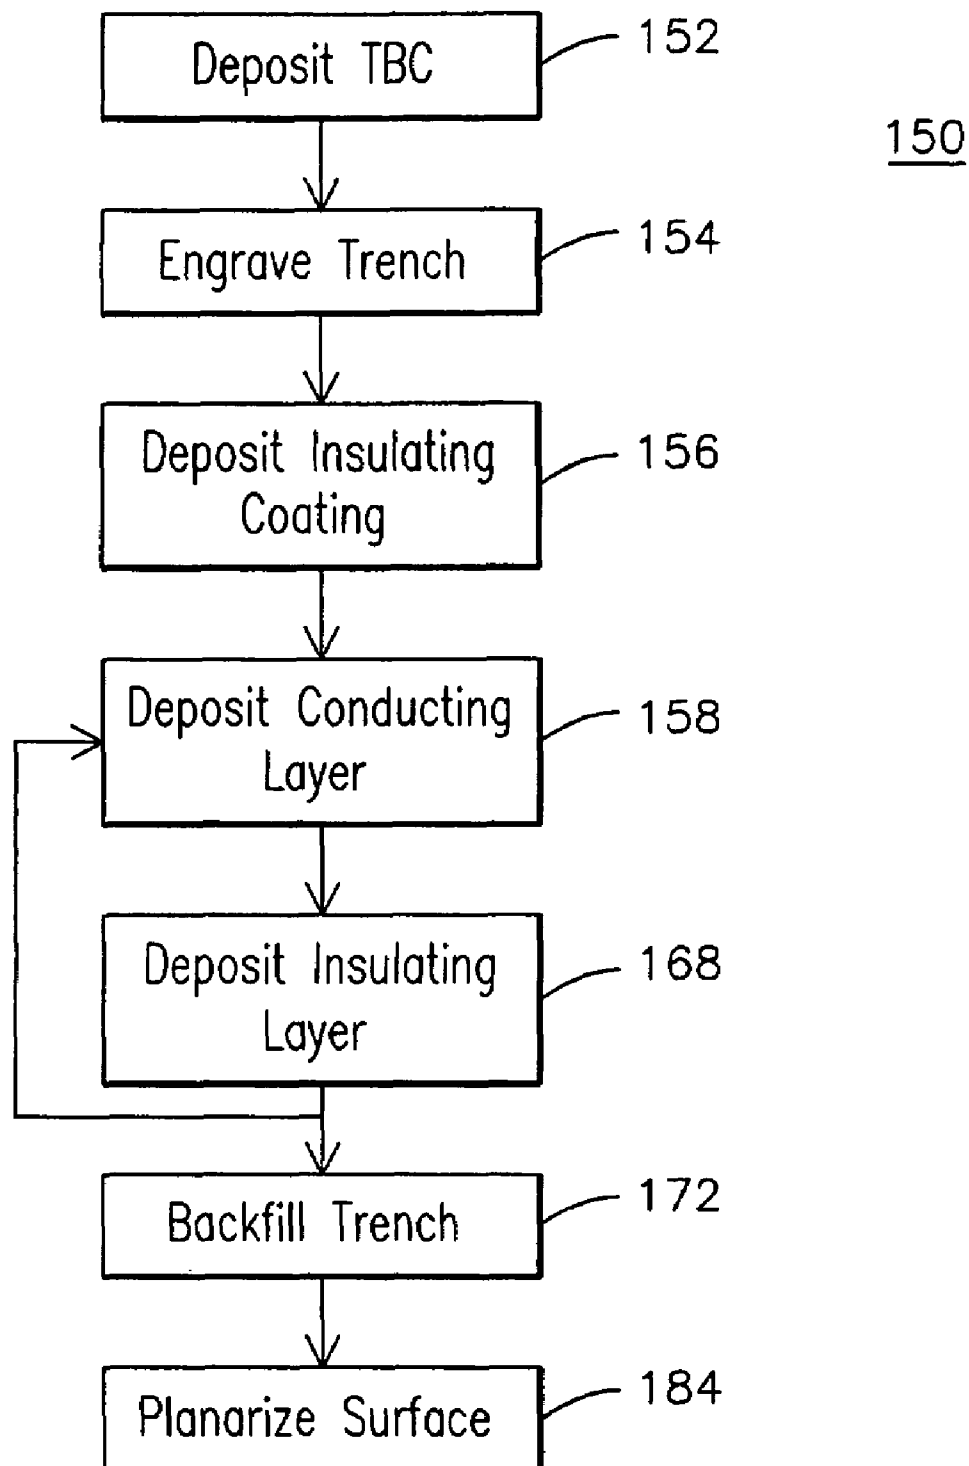 Deposit TBC
152
150
Engrave Trench
154
Deposit Insulating
Coating
156
Deposit Conducting
Layer
158
Deposit Insulating
Layer
168
Backfill Trench
172
Planarize Surface
184